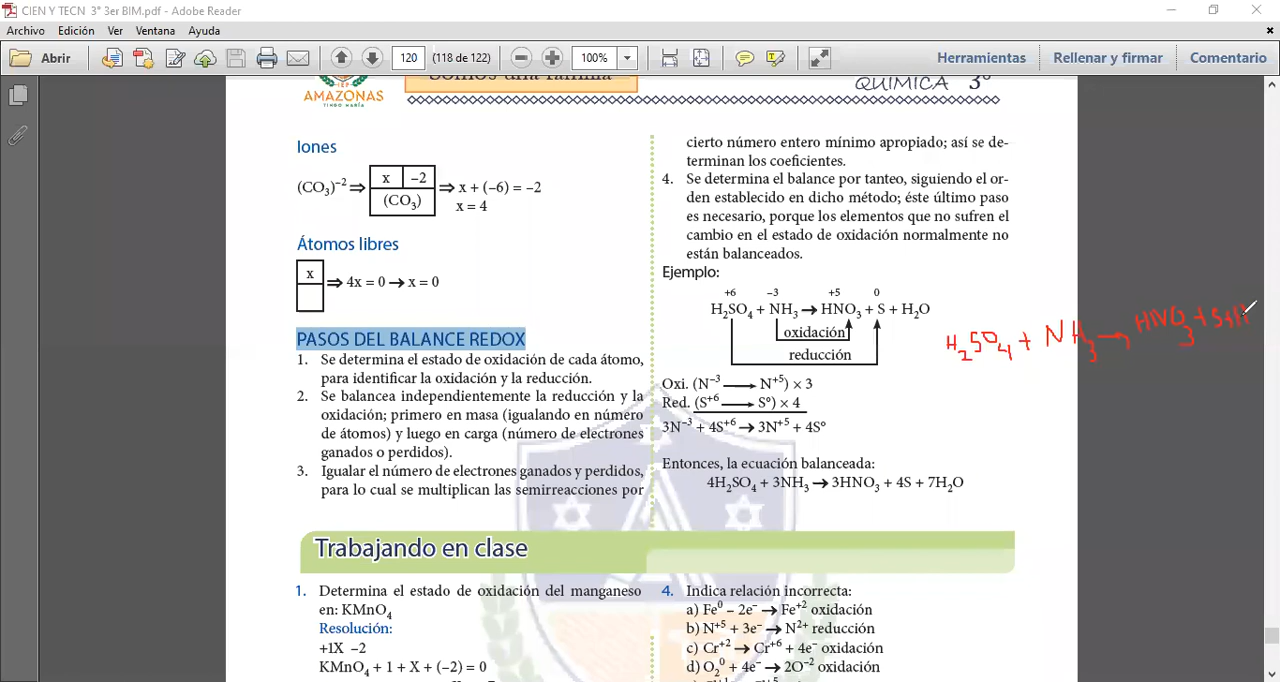 CIEN Y TECN 3° 3er BIM.pdf - Adobe Reader
Archivo Edición Ver Ventana Ayuda
Abrir
120 (118 de 122) 100%
Herramientas Rellenar y firmar Comentario
Somos una familia
AMAZONAS
TINGO MARÍA
QUÍMICA 3°
Iones
(CO₃)⁻² ⇒ x −2 (CO₃) ⇒ x + (−6) = −2
x = 4
Átomos libres
x ⇒ 4x = 0 → x = 0
PASOS DEL BALANCE REDOX
1. Se determina el estado de oxidación de cada átomo,
para identificar la oxidación y la reducción.
2. Se balancea independientemente la reducción y la
oxidación; primero en masa (igualando en número
de átomos) y luego en carga (número de electrones
ganados o perdidos).
3. Igualar el número de electrones ganados y perdidos,
para lo cual se multiplican las semirreacciones por
cierto número entero mínimo apropiado; así se de-
terminan los coeficientes.
4. Se determina el balance por tanteo, siguiendo el or-
den establecido en dicho método; éste último paso
es necesario, porque los elementos que no sufren el
cambio en el estado de oxidación normalmente no
están balanceados.
Ejemplo:
+6 −3 +5 0
H₂SO₄ + NH₃ → HNO₃ + S + H₂O
oxidación
reducción
Oxi. (N⁻³ → N⁺⁵) × 3
Red. (S⁺⁶ → S°) × 4
3N⁻³ + 4S⁺⁶ → 3N⁺⁵ + 4S°
Entonces, la ecuación balanceada:
4H₂SO₄ + 3NH₃ → 3HNO₃ + 4S + 7H₂O
H₂SO₄ + NH₃ → HNO₃ + S + H
Trabajando en clase
1. Determina el estado de oxidación del manganeso
en: KMnO₄
Resolución:
+1X −2
KMnO₄ + 1 + X + (−2) = 0
4. Indica relación incorrecta:
a) Fe⁰ – 2e⁻ → Fe⁺² oxidación
b) N⁺⁵ + 3e⁻ → N²⁺ reducción
c) Cr⁺² → Cr⁺⁶ + 4e⁻ oxidación
d) O₂⁰ + 4e⁻ → 2O⁻² oxidación